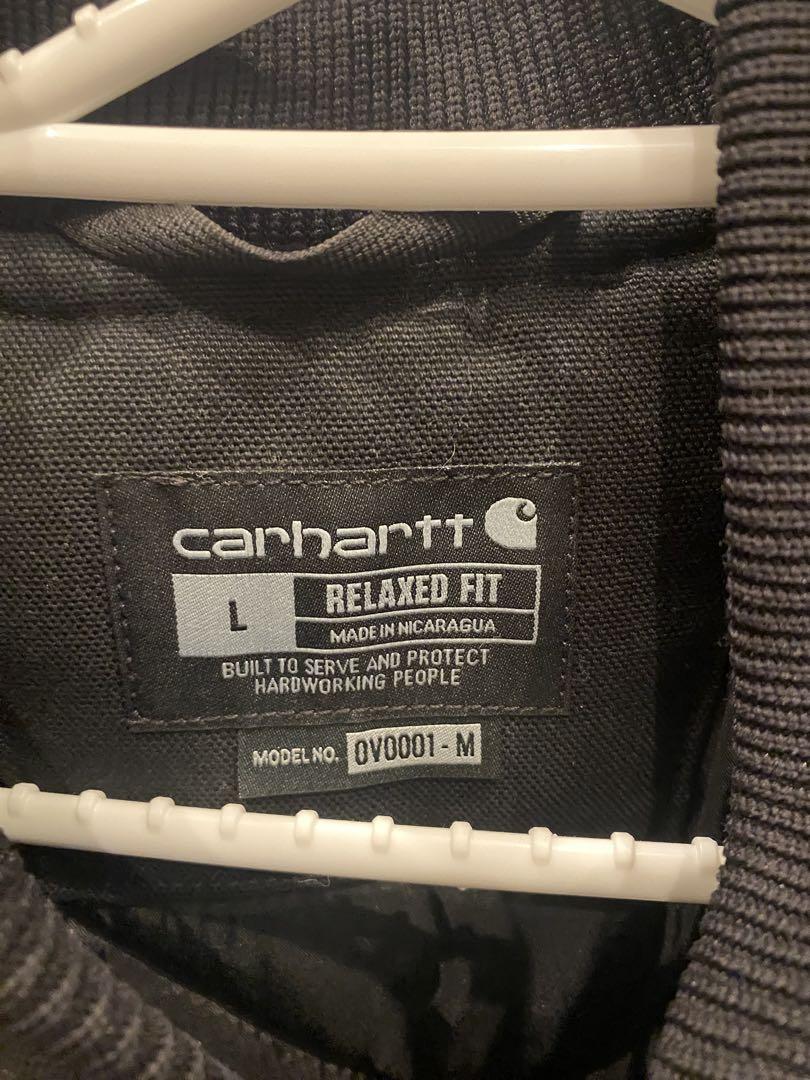 carhartt
L
RELAXED FIT
MADE IN NICARAGUA
BUILT TO SERVE AND PROTECT
HARDWORKING PEOPLE
MODEL NO. OV0001 - M